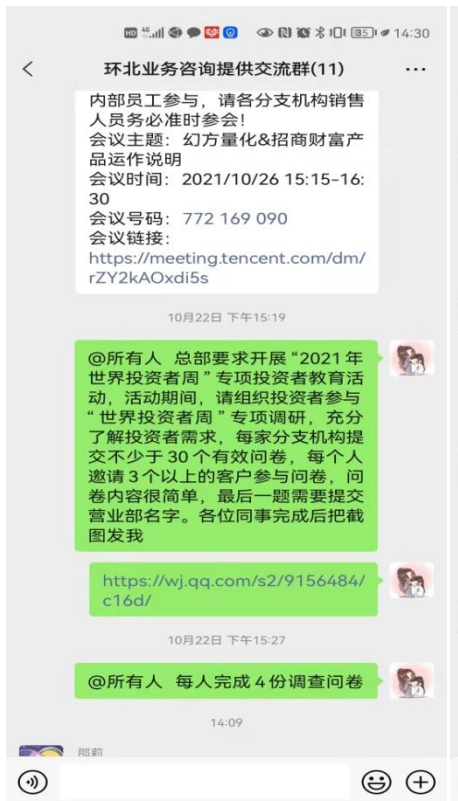 HD 4G 85 14:30
环北业务咨询提供交流群(11)
内部员工参与，请各分支机构销售
人员务必准时参会！
会议主题：幻方量化&招商财富产
品运作说明
会议时间：2021/10/26 15:15-16:
30
会议号码：772 169 090
会议链接：
https://meeting.tencent.com/dm/
rZY2kAOxdi5s
10月22日 下午15:19
@所有人 总部要求开展“2021年
世界投资者周”专项投资者教育活
动，活动期间，请组织投资者参与
“世界投资者周”专项调研，充分
了解投资者需求，每家分支机构提
交不少于30个有效问卷，每个人
邀请3个以上的客户参与问卷，问
卷内容很简单，最后一题需要提交
营业部名字。各位同事完成后把截
图发我
https://wj.qq.com/s2/9156484/
c16d/
10月22日 下午15:27
@所有人 每人完成4份调查问卷
14:09